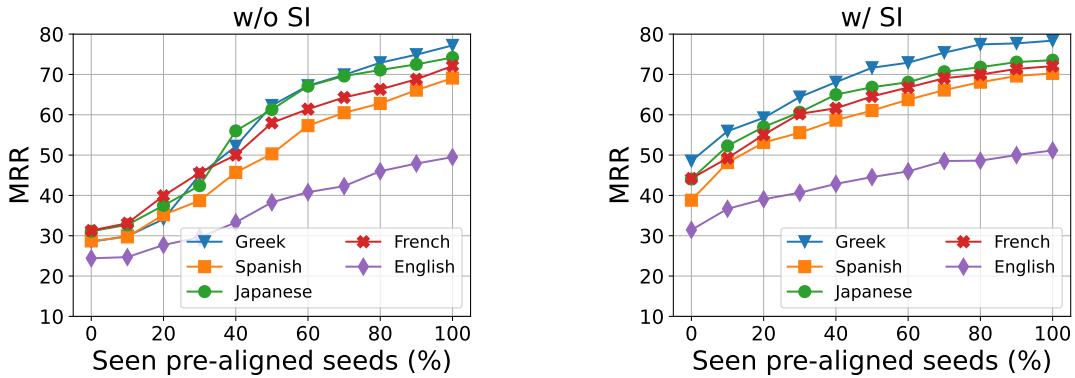 w/o SI
MRR
80
70
60
50
40
30
20
10
0 20 40 60 80 100
Seen pre-aligned seeds (%)
Greek French
Spanish English
Japanese
w/ SI
MRR
80
70
60
50
40
30
20
10
0 20 40 60 80 100
Seen pre-aligned seeds (%)
Greek French
Spanish English
Japanese